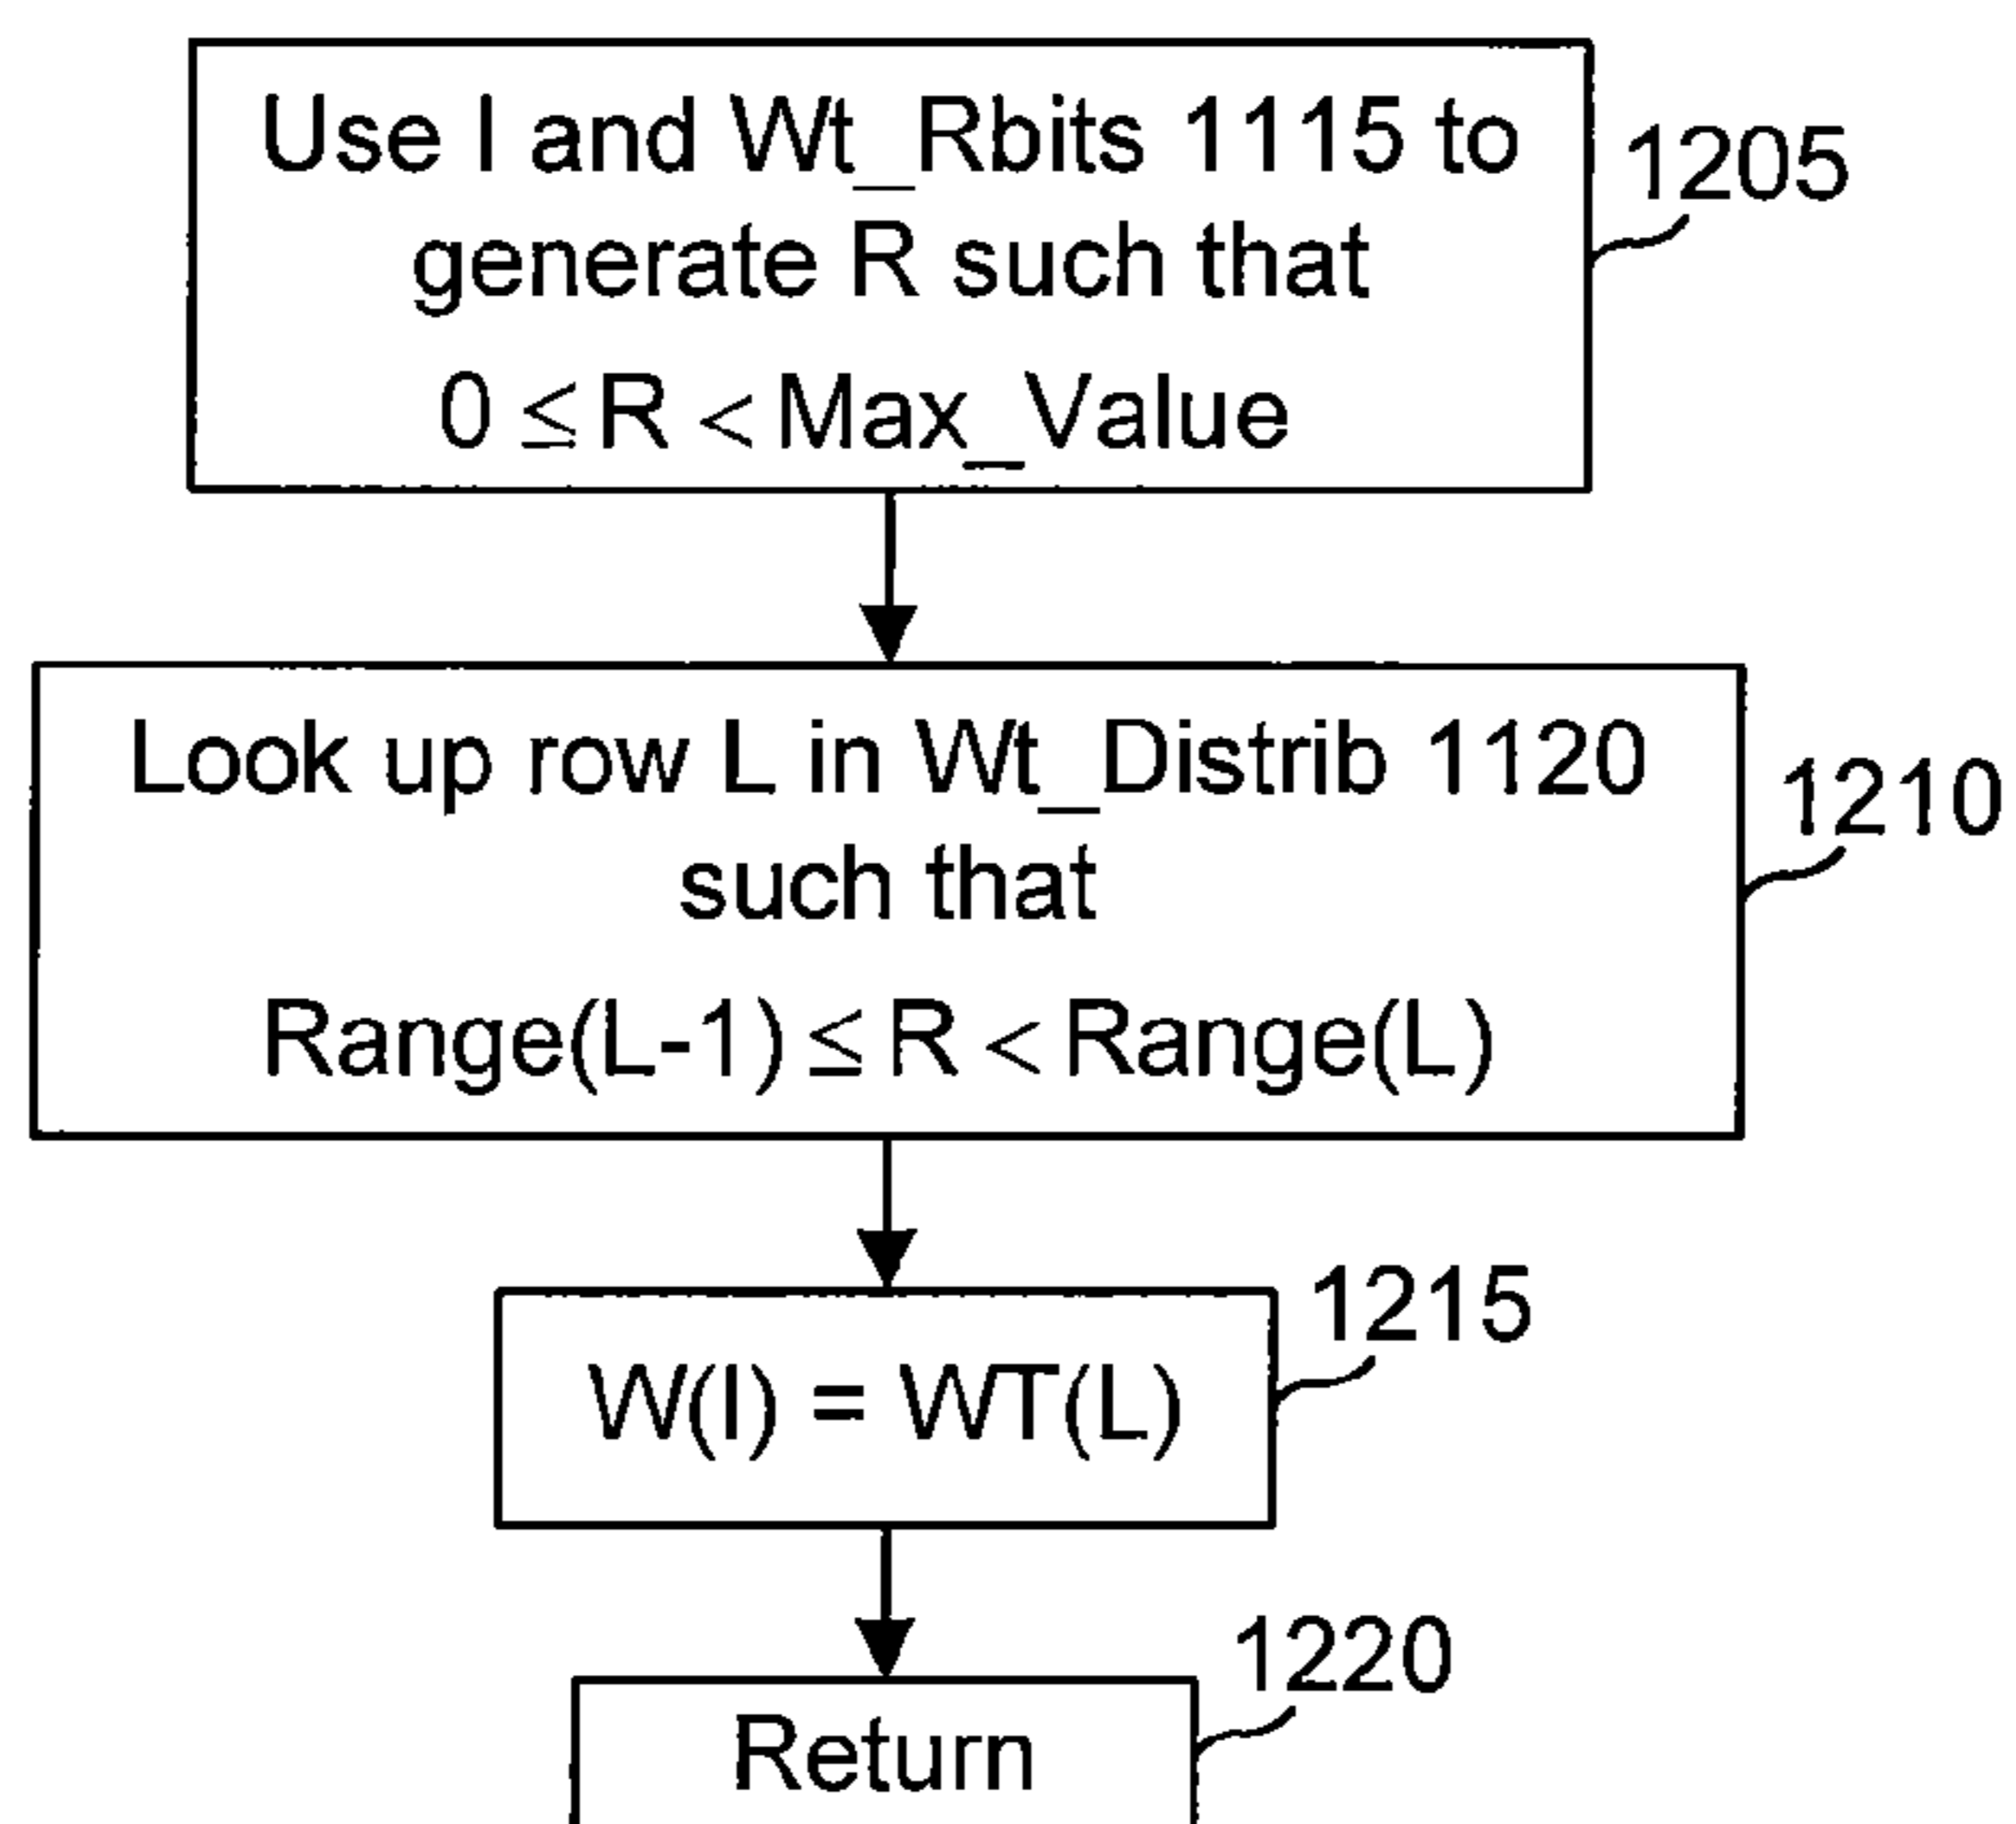 Use I and Wt_Rbits 1115 to
generate R such that
0 ≤ R < Max_Value
1205
Look up row L in Wt_Distrib 1120
such that
Range(L-1) ≤ R < Range(L)
1210
W(I) = WT(L)
1215
Return
1220